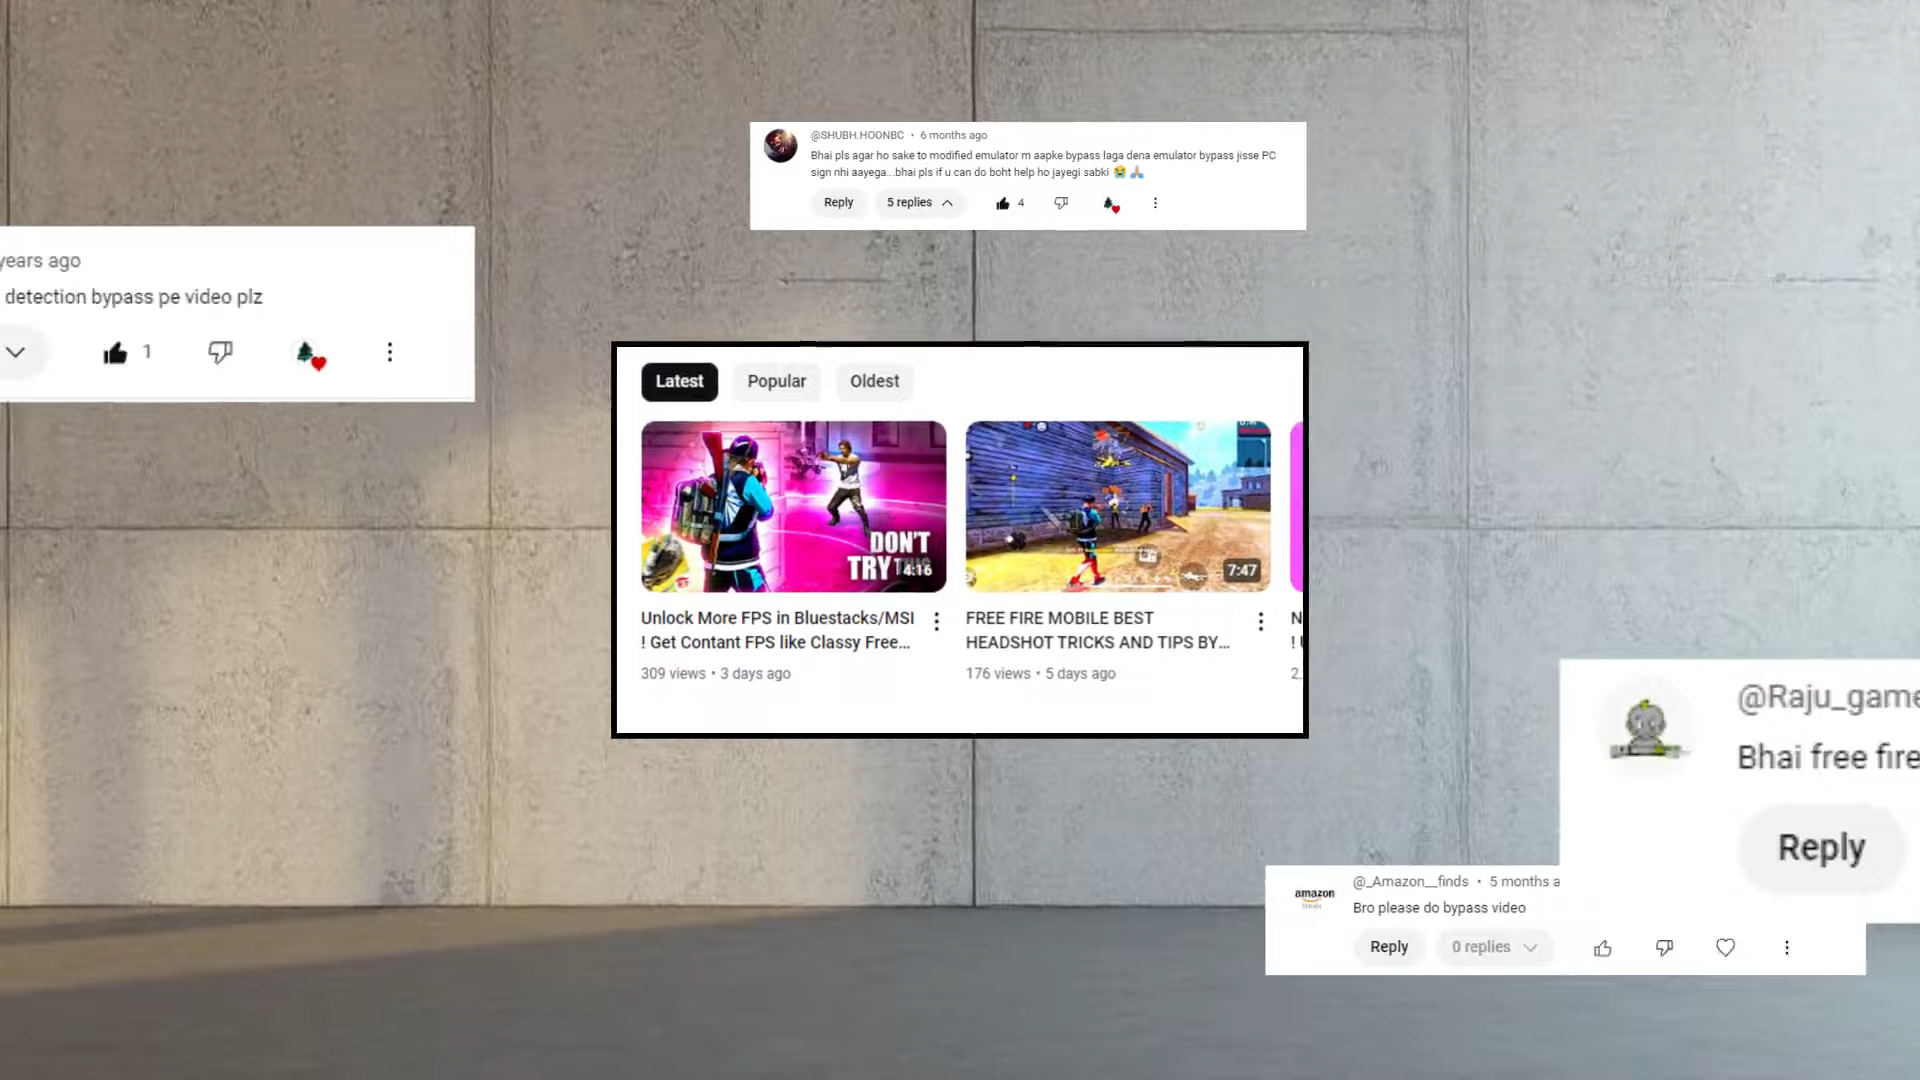 @SHUBH.HOONBC • 6 months ago
Bhai pls agar ho sake to modified emulator m aapke bypass laga dena emulator bypass jisse PC
sign nhi aayega...bhai pls if u can do boht help ho jayegi sabki 😭 🙏
Reply 5 replies 4
years ago
detection bypass pe video plz
1
Latest Popular Oldest
DON'T
TRY THIS
4:16
7:47
Unlock More FPS in Bluestacks/MSI
! Get Contant FPS like Classy Free...
309 views • 3 days ago
FREE FIRE MOBILE BEST
HEADSHOT TRICKS AND TIPS BY...
176 views • 5 days ago
N
!
2.
@Raju_game
Bhai free fire
Reply
amazon
@_Amazon__finds • 5 months a
Bro please do bypass video
Reply 0 replies